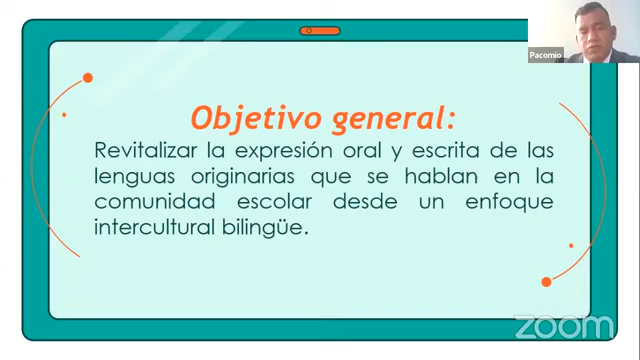 Objetivo general:
Revitalizar la expresión oral y escrita de las
lenguas originarias que se hablan en la
comunidad escolar desde un enfoque
intercultural bilingüe.
Pacomio
zoom